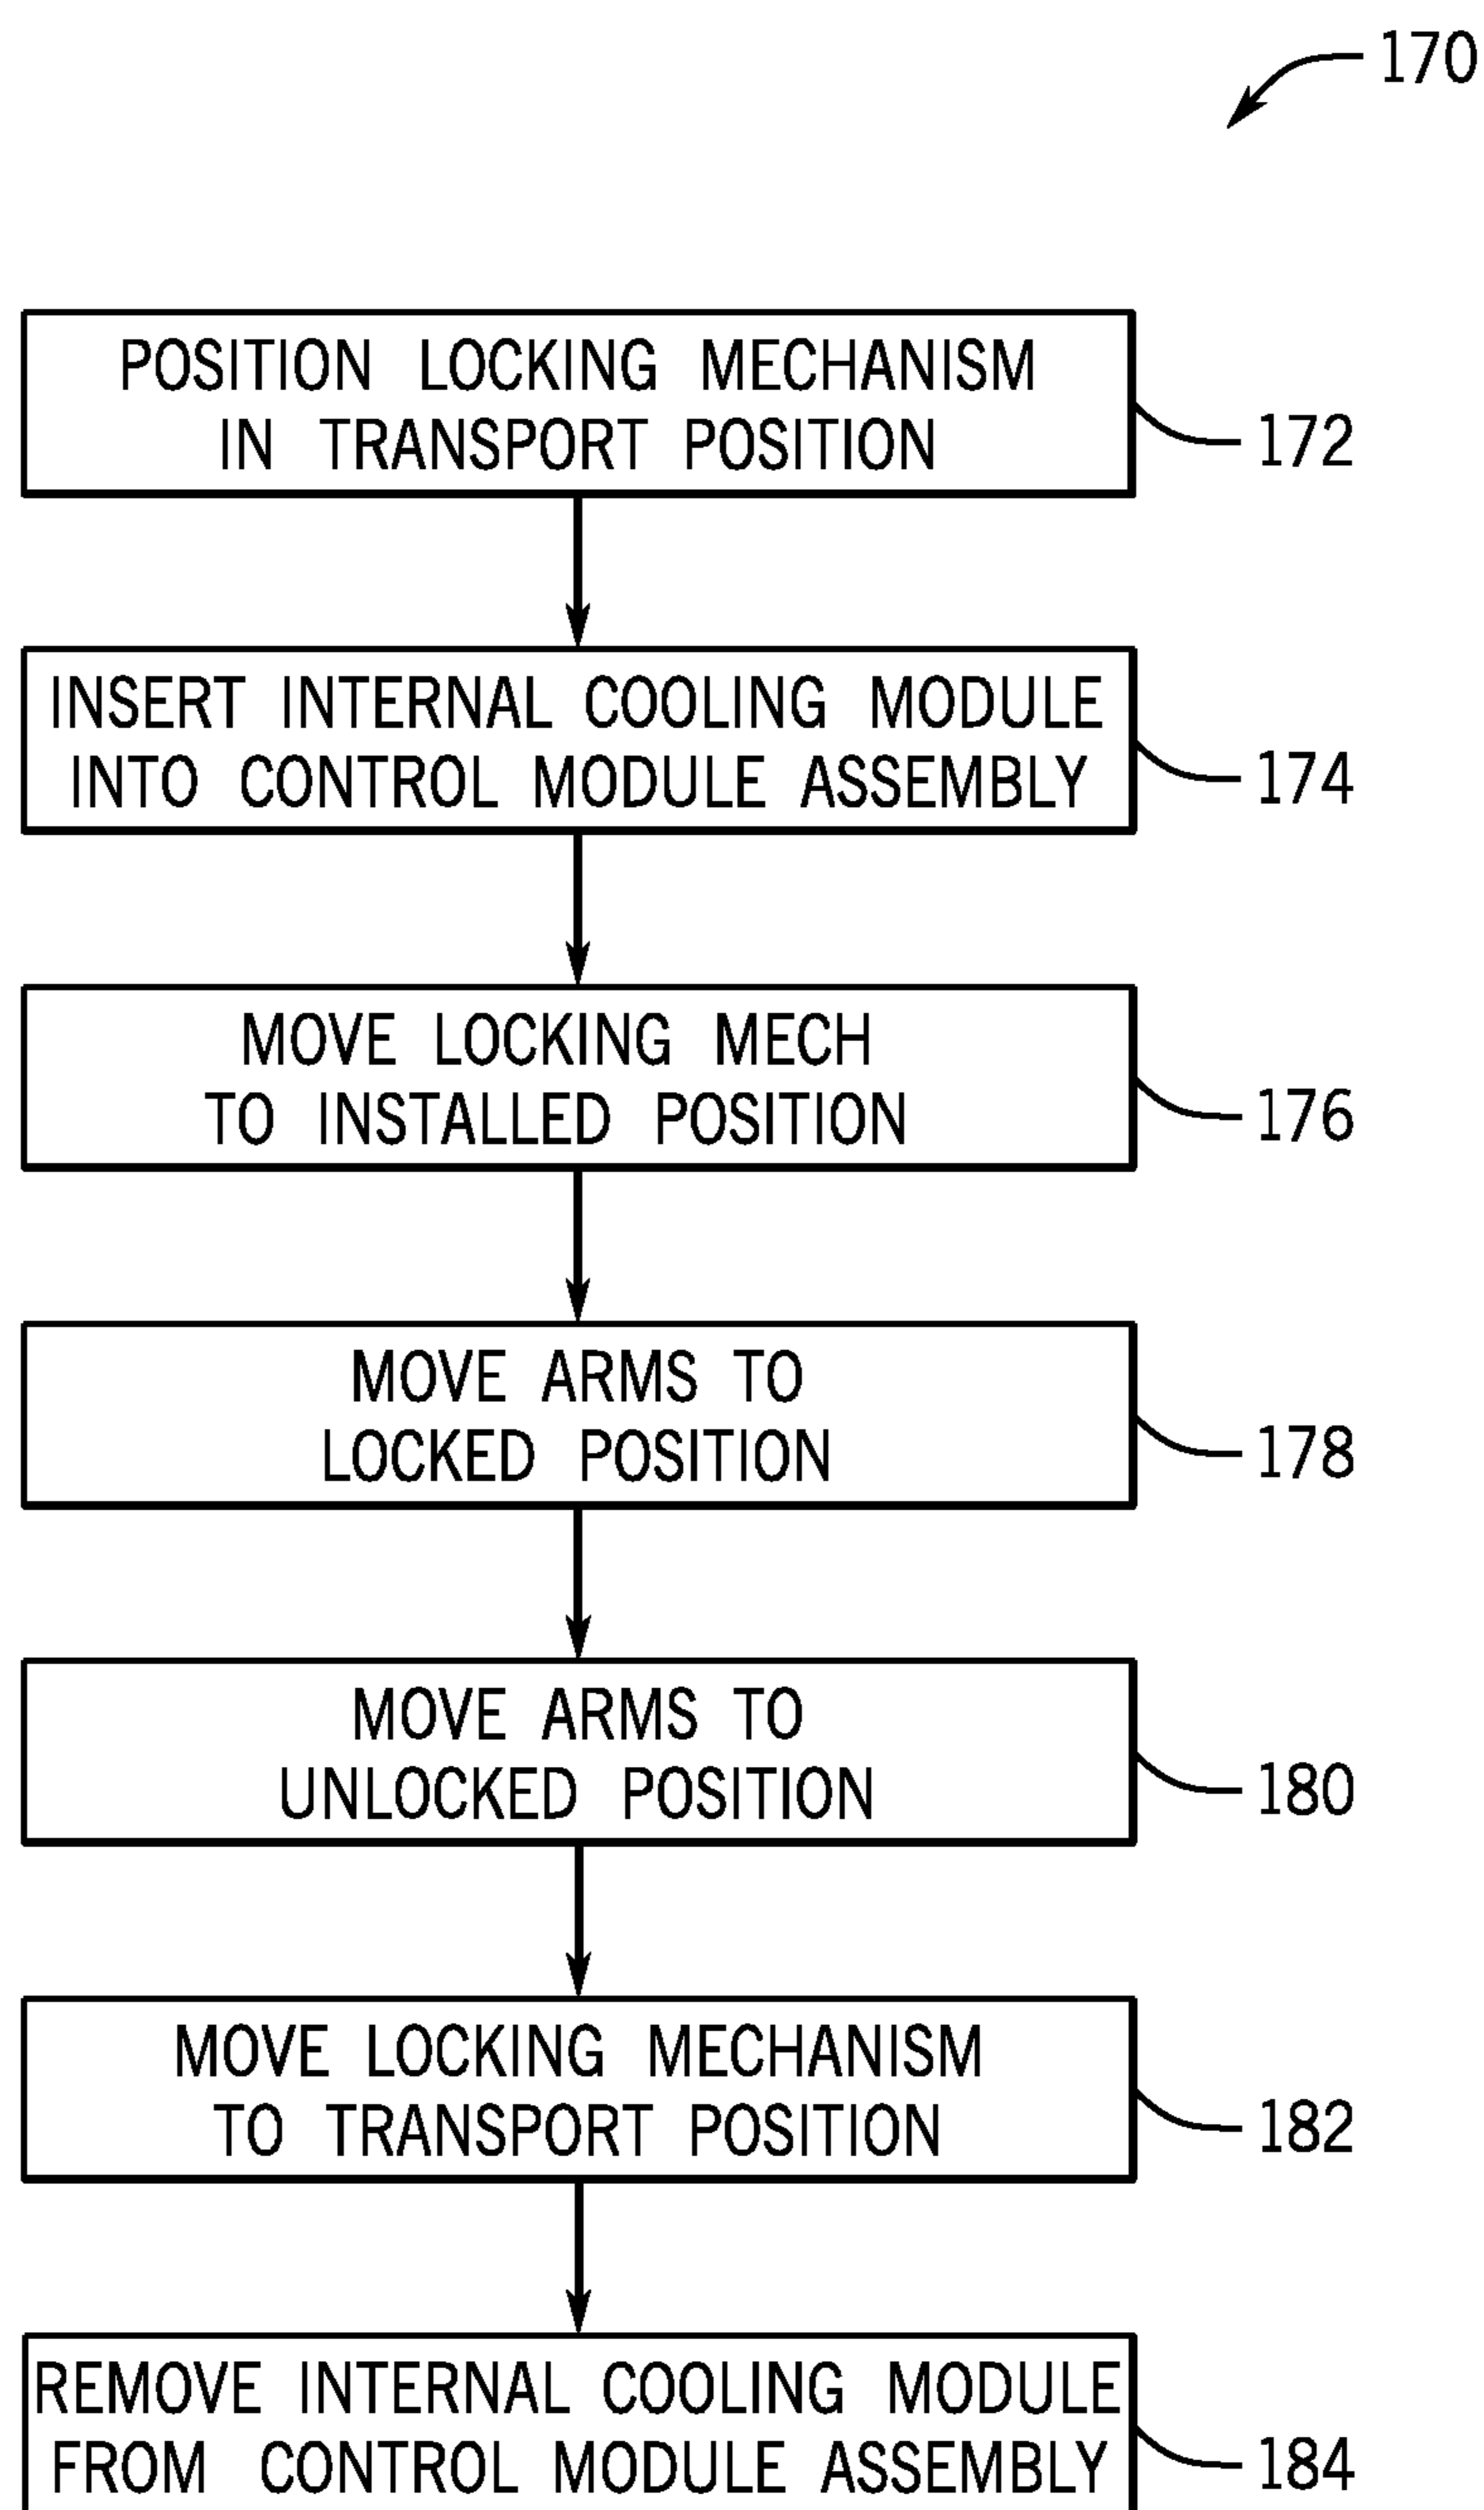 170
POSITION LOCKING MECHANISM
IN TRANSPORT POSITION
172
INSERT INTERNAL COOLING MODULE
INTO CONTROL MODULE ASSEMBLY
174
MOVE LOCKING MECH
TO INSTALLED POSITION
176
MOVE ARMS TO
LOCKED POSITION
178
MOVE ARMS TO
UNLOCKED POSITION
180
MOVE LOCKING MECHANISM
TO TRANSPORT POSITION
182
REMOVE INTERNAL COOLING MODULE
FROM CONTROL MODULE ASSEMBLY
184